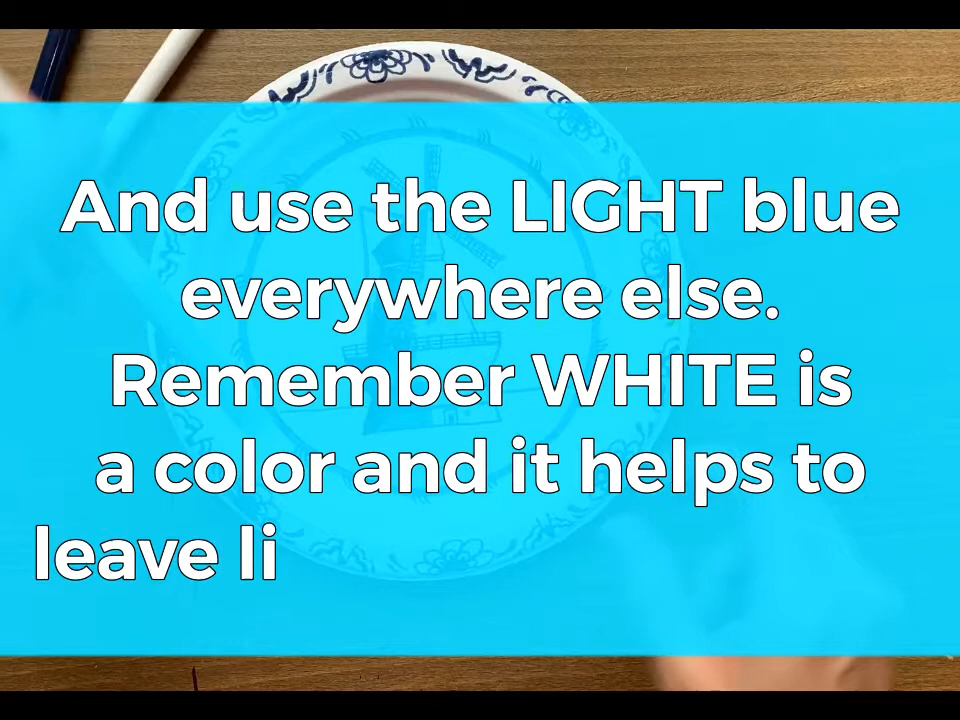 And use the LIGHT blue
everywhere else.
Remember WHITE is
a color and it helps to
leave li